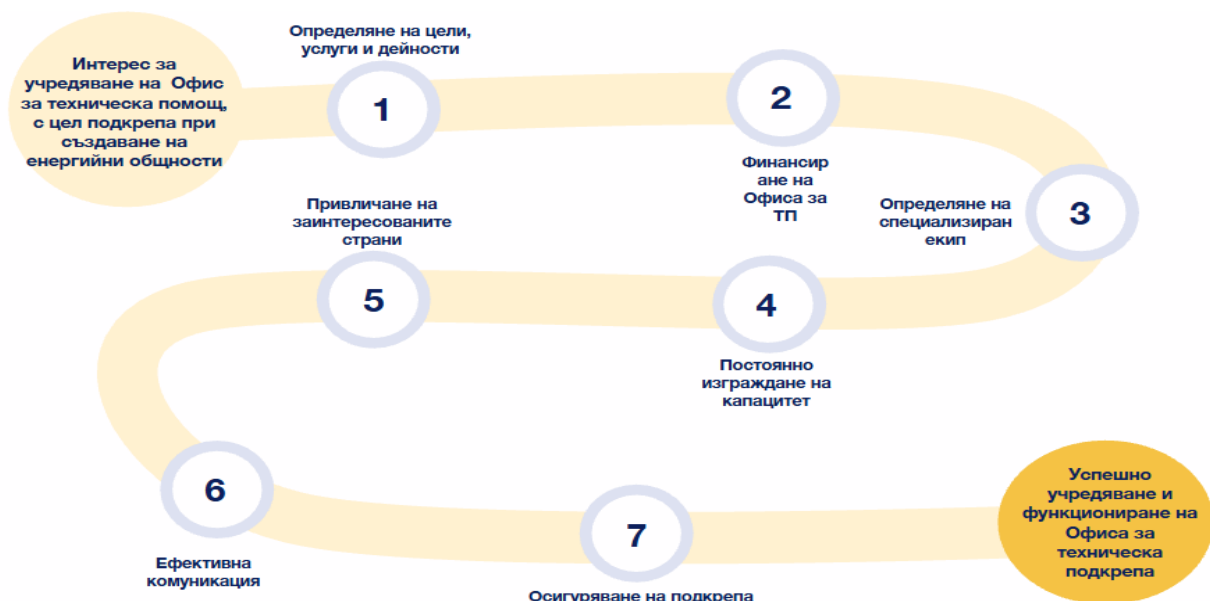 Интерес за
учредяване на Офис
за техническа помощ,
с цел подкрепа при
създаване на
енергийни общности
Определяне на цели,
услуги и дейности
1
2
Финансир
ане на
Офиса за
ТП
Определяне на
специализиран
екип
3
4
Постоянно
изграждане на
капацитет
Привличане на
заинтересованите
страни
5
6
Ефективна
комуникация
7
Осигуряване на подкрепа
Успешно
учредяване и
функциониране на
Офиса за
техническа
подкрепа